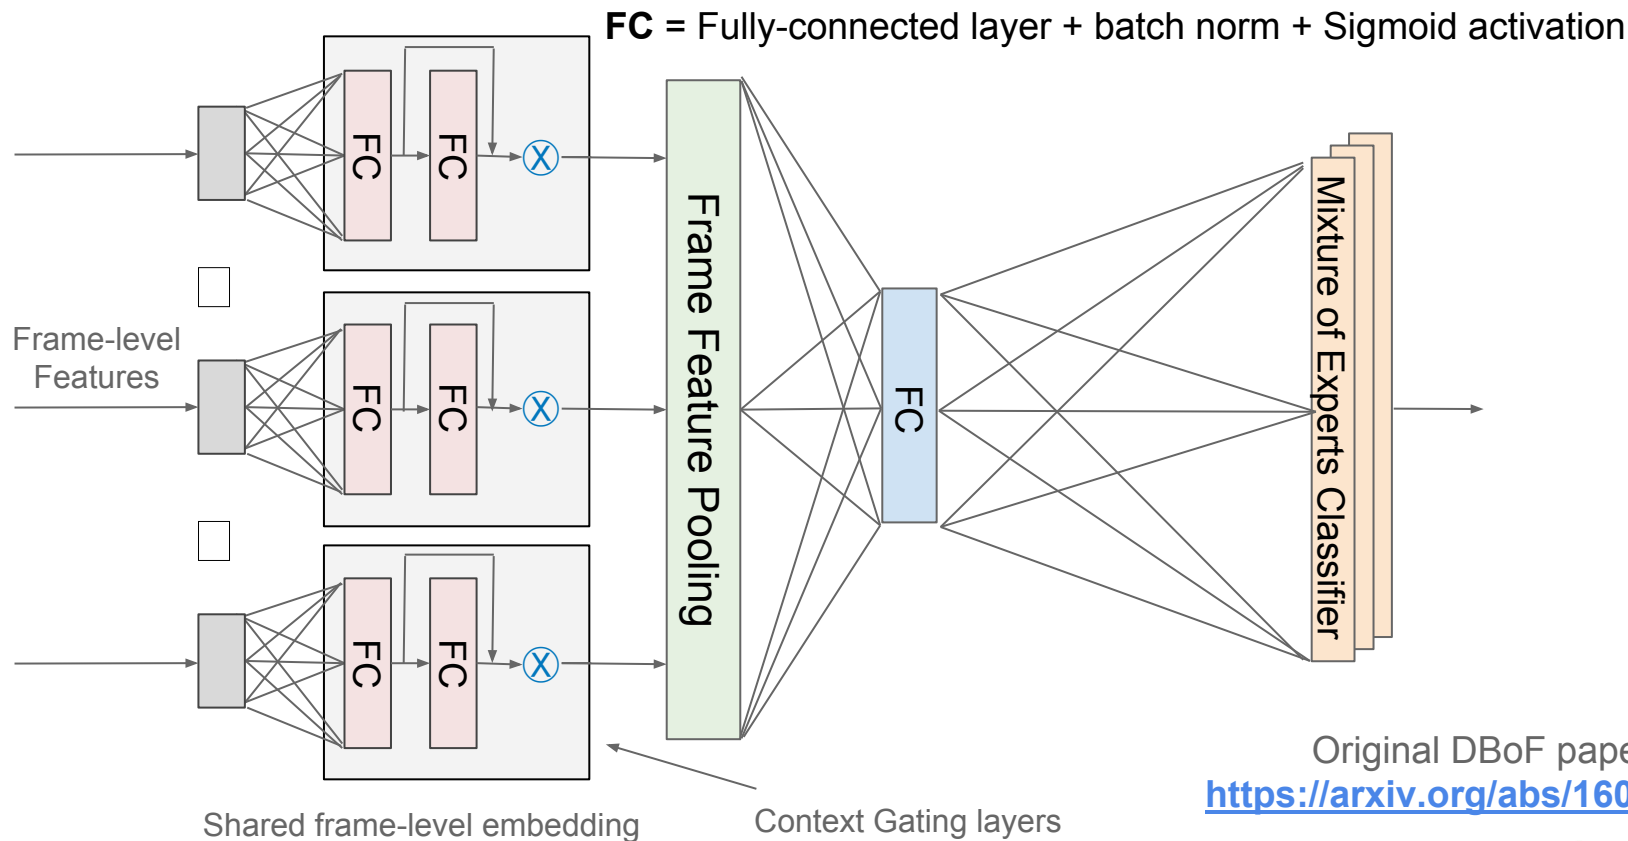 FC = Fully-connected layer + batch norm + Sigmoid activation
FC
FC
X
Frame-level
Features
FC
FC
X
FC
FC
X
Frame Feature Pooling
FC
Mixture of Experts Classifier
Shared frame-level embedding
Context Gating layers
Original DBoF pape
https://arxiv.org/abs/160